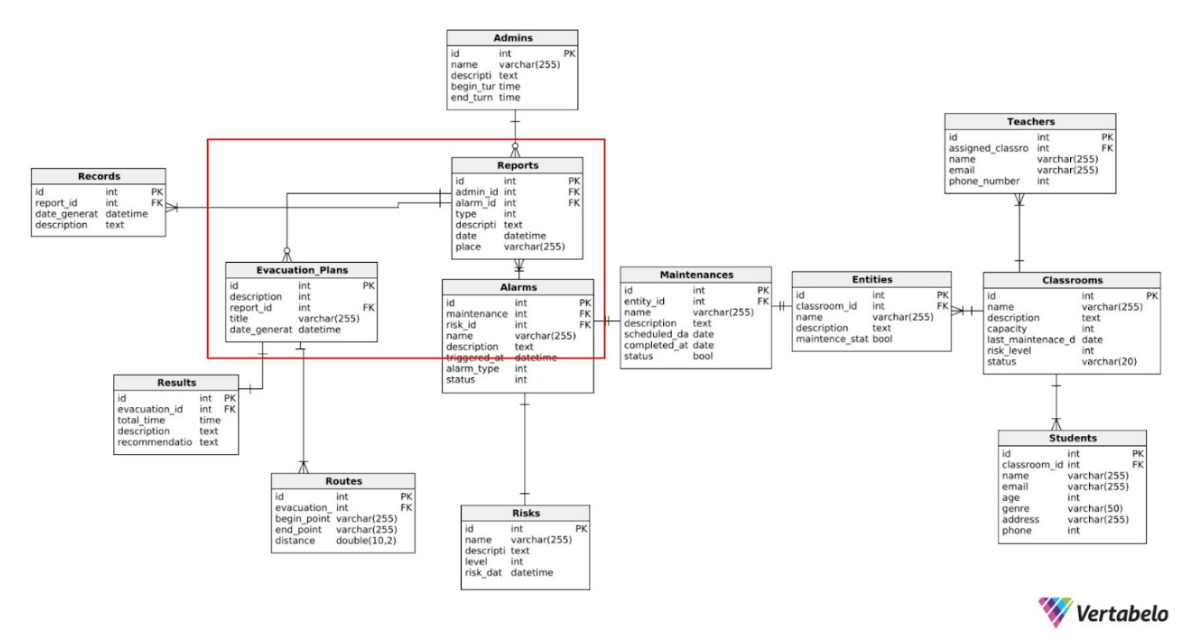 Admins
id int PK
name varchar(255)
descripti text
begin_tur time
end_turn time
Teachers
id int PK
assigned_classro int FK
name varchar(255)
email varchar(255)
phone_number int
Records
id int PK
report_id int FK
date_generat datetime
description text
Reports
id int PK
admin_id int FK
alarm_id int FK
type int
descripti text
date datetime
place varchar(255)
Evacuation_Plans
id int PK
description int
report_id int FK
title varchar(255)
date_generat datetime
Alarms
id int PK
maintenance int FK
risk_id int FK
name varchar(255)
description text
triggered_at datetime
alarm_type int
status int
Maintenances
id int PK
entity_id int FK
name varchar(255)
description text
scheduled_da date
completed_at date
status bool
Entities
id int PK
classroom_id int FK
name varchar(255)
description text
maintence_stat bool
Classrooms
id int PK
name varchar(255)
description text
capacity int
last_maintenace_d date
risk_level int
status varchar(20)
Results
id int PK
evacuation_id int FK
total_time time
description text
recommendatio text
Routes
id int PK
evacuation_ int FK
begin_point varchar(255)
end_point varchar(255)
distance double(10,2)
Students
id int PK
classroom_id int FK
name varchar(255)
email varchar(255)
age int
genre varchar(50)
address varchar(255)
phone int
Risks
id int PK
name varchar(255)
descripti text
level int
risk_dat datetime
Vertabelo